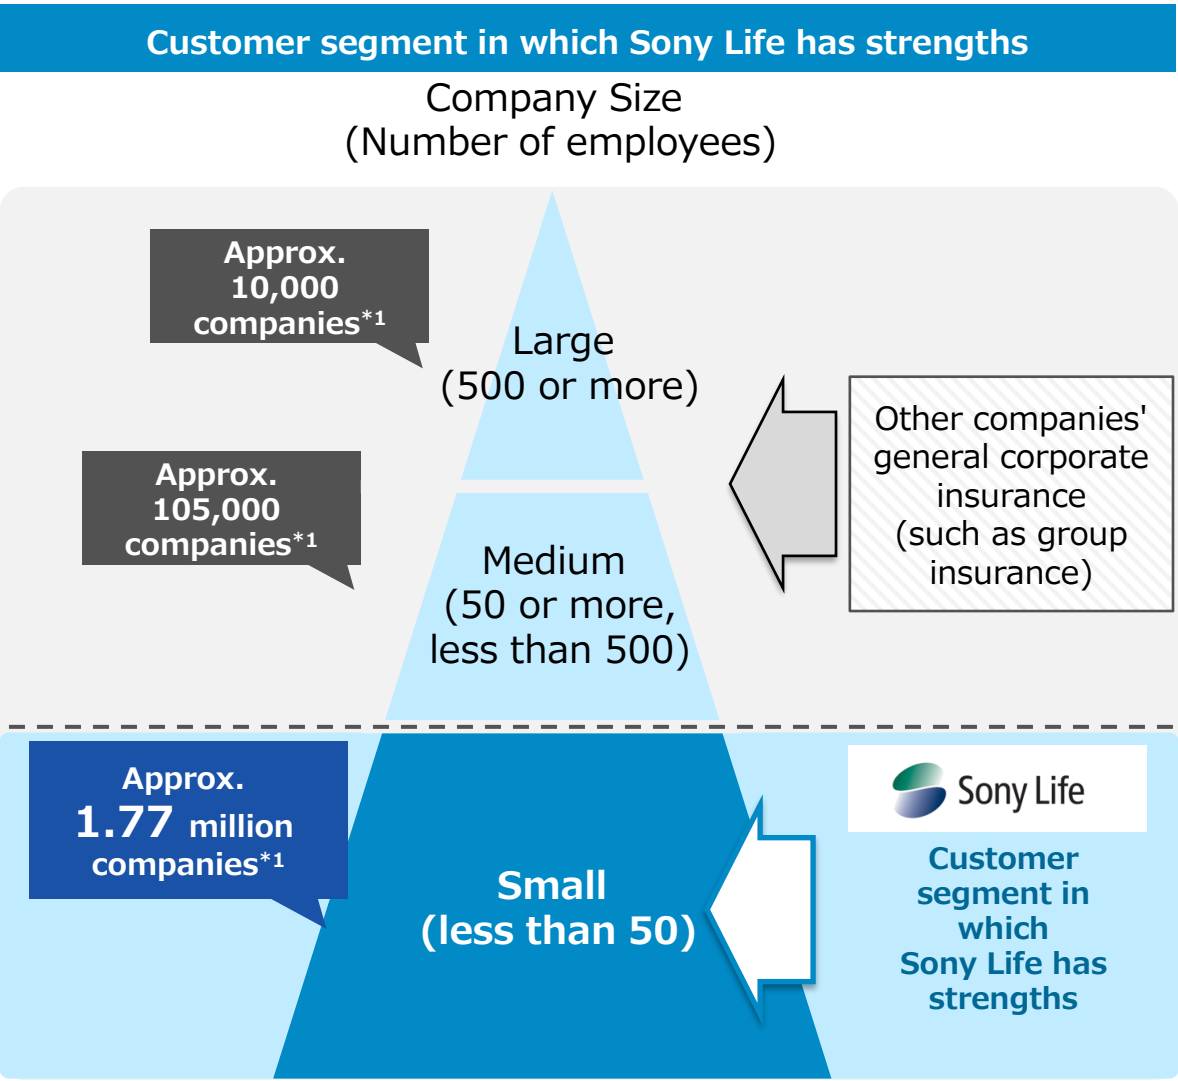 Customer segment in which Sony Life has strengths
Company Size
(Number of employees)
Approx.
10,000
companies*1
Large
(500 or more)
Other companies'
general corporate
insurance
(such as group
insurance)
Approx.
105,000
companies*1
Medium
(50 or more,
less than 500)
Approx.
1.77 million
companies*1
Small
(less than 50)
Sony Life
Customer
segment in
which
Sony Life has
strengths